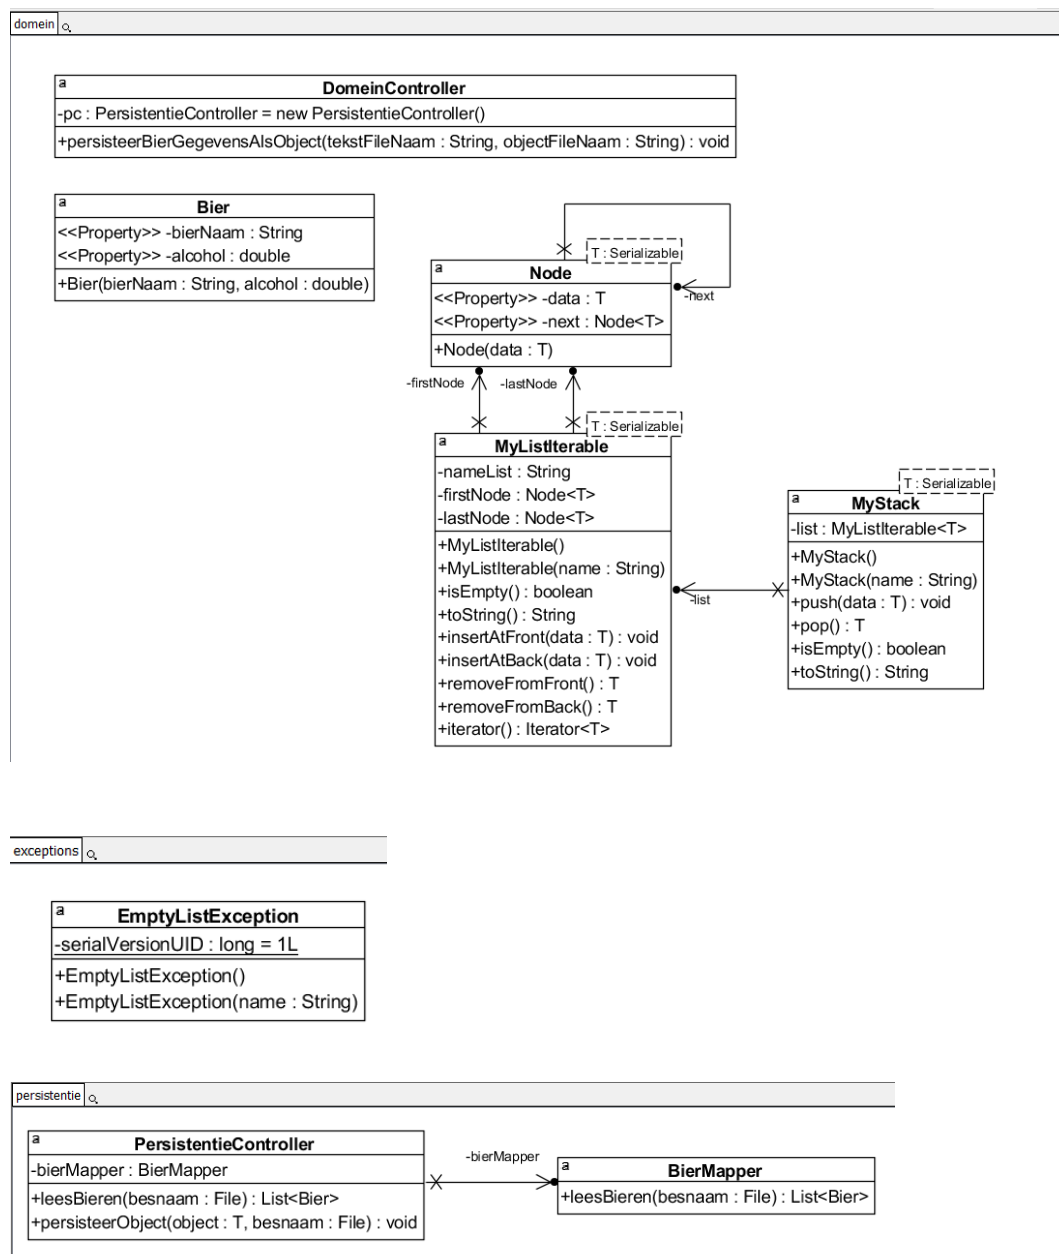 domein
a
DomeinController
-pc : PersistentieController = new PersistentieController()
+persisteerBierGegevensAlsObject(tekstFileNaam : String, objectFileNaam : String) : void
a
Bier
<<Property>> -bierNaam : String
<<Property>> -alcohol : double
+Bier(bierNaam : String, alcohol : double)
T : Serializable
a
Node
<<Property>> -data : T
<<Property>> -next : Node<T>
+Node(data : T)
-next
-firstNode
-lastNode
T : Serializable
a
MyListIterable
-nameList : String
-firstNode : Node<T>
-lastNode : Node<T>
+MyListIterable()
+MyListIterable(name : String)
+isEmpty() : boolean
+toString() : String
+insertAtFront(data : T) : void
+insertAtBack(data : T) : void
+removeFromFront() : T
+removeFromBack() : T
+iterator() : Iterator<T>
-list
T : Serializable
a
MyStack
-list : MyListIterable<T>
+MyStack()
+MyStack(name : String)
+push(data : T) : void
+pop() : T
+isEmpty() : boolean
+toString() : String
exceptions
a
EmptyListException
-serialVersionUID : long = 1L
+EmptyListException()
+EmptyListException(name : String)
persistentie
a
PersistentieController
-bierMapper : BierMapper
+leesBieren(besnaam : File) : List<Bier>
+persisteerObject(object : T, besnaam : File) : void
-bierMapper
a
BierMapper
+leesBieren(besnaam : File) : List<Bier>